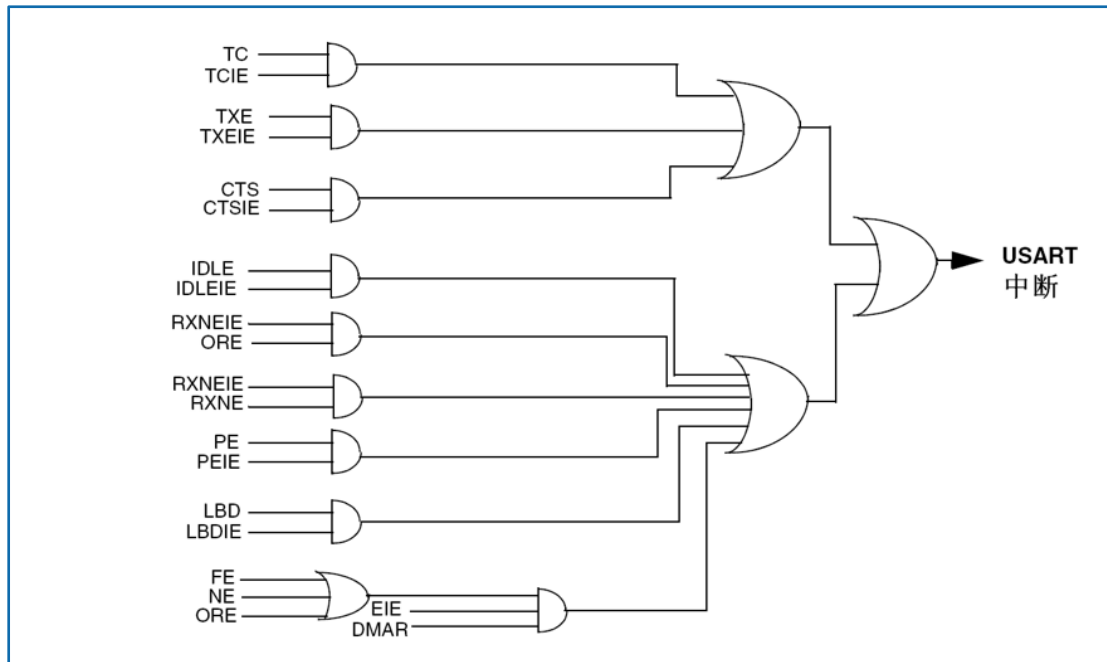 TC
TCIE
TXE
TXEIE
CTS
CTSIE
IDLE
IDLEIE
RXNEIE
ORE
RXNEIE
RXNE
PE
PEIE
LBD
LBDIE
FE
NE
ORE
EIE
DMAR
USART
中断